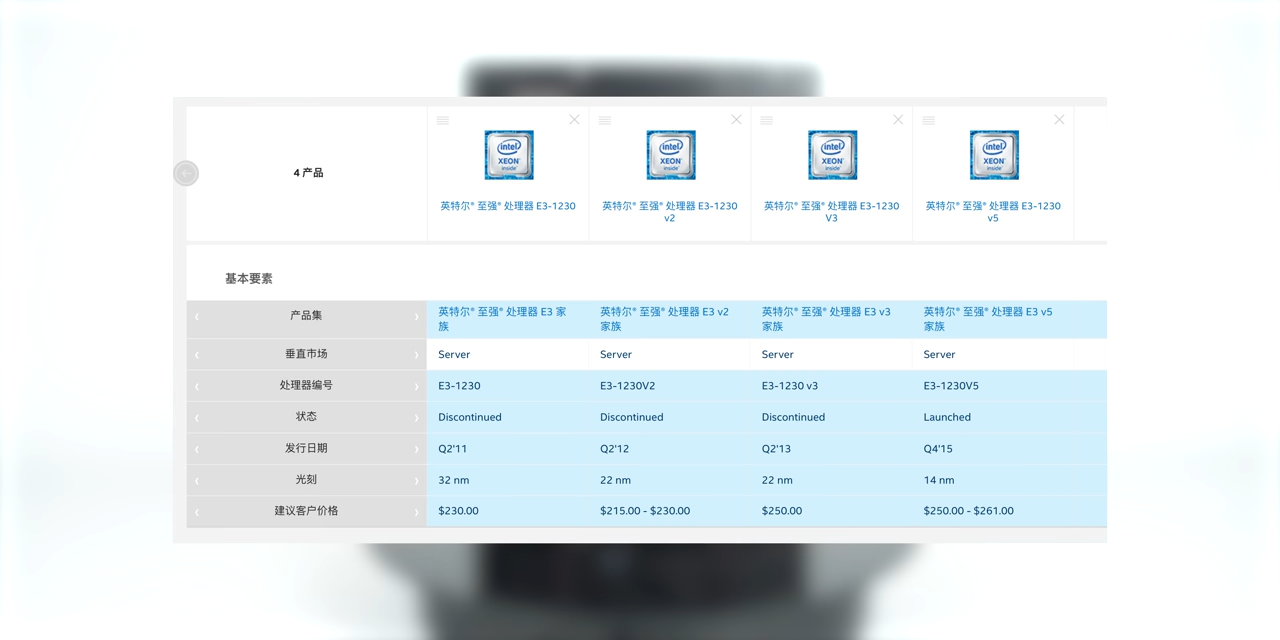 4 产品
intel XEON inside
intel XEON inside
intel XEON inside
intel XEON inside
英特尔® 至强® 处理器 E3-1230
英特尔® 至强® 处理器 E3-1230
v2
英特尔® 至强® 处理器 E3-1230
V3
英特尔® 至强® 处理器 E3-1230
v5
基本要素
产品集
英特尔® 至强® 处理器 E3 家
族
英特尔® 至强® 处理器 E3 v2
家族
英特尔® 至强® 处理器 E3 v3
家族
英特尔® 至强® 处理器 E3 v5
家族
垂直市场 Server Server Server Server
处理器编号 E3-1230 E3-1230V2 E3-1230 v3 E3-1230V5
状态 Discontinued Discontinued Discontinued Launched
发行日期 Q2'11 Q2'12 Q2'13 Q4'15
光刻 32 nm 22 nm 22 nm 14 nm
建议客户价格 $230.00 $215.00 - $230.00 $250.00 $250.00 - $261.00